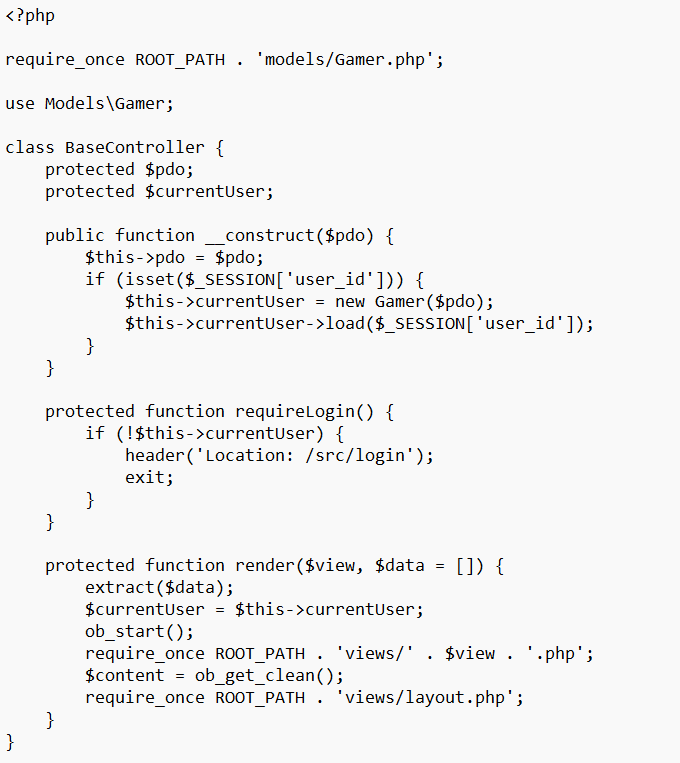 <?php

require_once ROOT_PATH . 'models/Gamer.php';

use Models\Gamer;

class BaseController {
    protected $pdo;
    protected $currentUser;

    public function __construct($pdo) {
        $this->pdo = $pdo;
        if (isset($_SESSION['user_id'])) {
            $this->currentUser = new Gamer($pdo);
            $this->currentUser->load($_SESSION['user_id']);
        }
    }

    protected function requireLogin() {
        if (!$this->currentUser) {
            header('Location: /src/login');
            exit;
        }
    }

    protected function render($view, $data = []) {
        extract($data);
        $currentUser = $this->currentUser;
        ob_start();
        require_once ROOT_PATH . 'views/' . $view . '.php';
        $content = ob_get_clean();
        require_once ROOT_PATH . 'views/layout.php';
    }
}